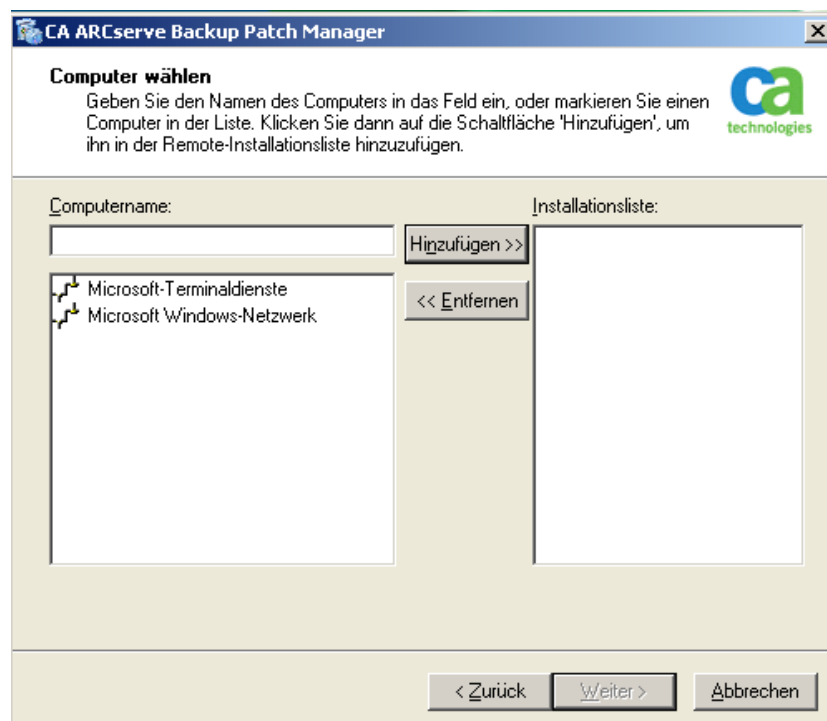 CA ARCserve Backup Patch Manager
Computer wählen
Geben Sie den Namen des Computers in das Feld ein, oder markieren Sie einen
Computer in der Liste. Klicken Sie dann auf die Schaltfläche 'Hinzufügen', um
ihn in der Remote-Installationsliste hinzuzufügen.
ca
technologies
Computername:
Installationsliste:
Hinzufügen >>
Microsoft-Terminaldienste
<< Entfernen
Microsoft Windows-Netzwerk
< Zurück
Weiter >
Abbrechen